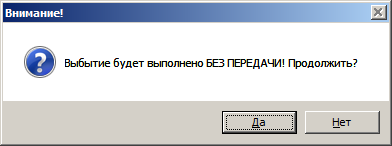 Внимание!
Выбытие будет выполнено БЕЗ ПЕРЕДАЧИ! Продолжить?
Да
Нет